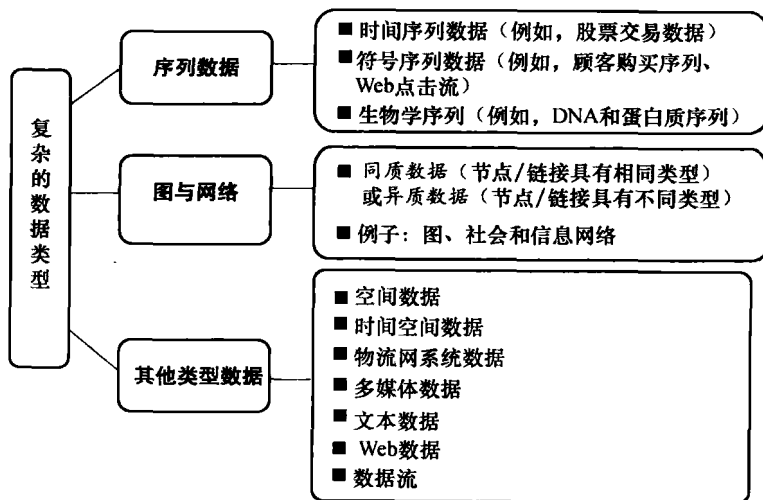 复杂的数据类型
序列数据
■ 时间序列数据（例如，股票交易数据）
■ 符号序列数据（例如，顾客购买序列、
Web点击流）
■ 生物学序列（例如，DNA和蛋白质序列）
图与网络
■ 同质数据（节点/链接具有相同类型）
或异质数据（节点/链接具有不同类型）
■ 例子：图、社会和信息网络
其他类型数据
■ 空间数据
■ 时间空间数据
■ 物流网系统数据
■ 多媒体数据
■ 文本数据
■ Web数据
■ 数据流